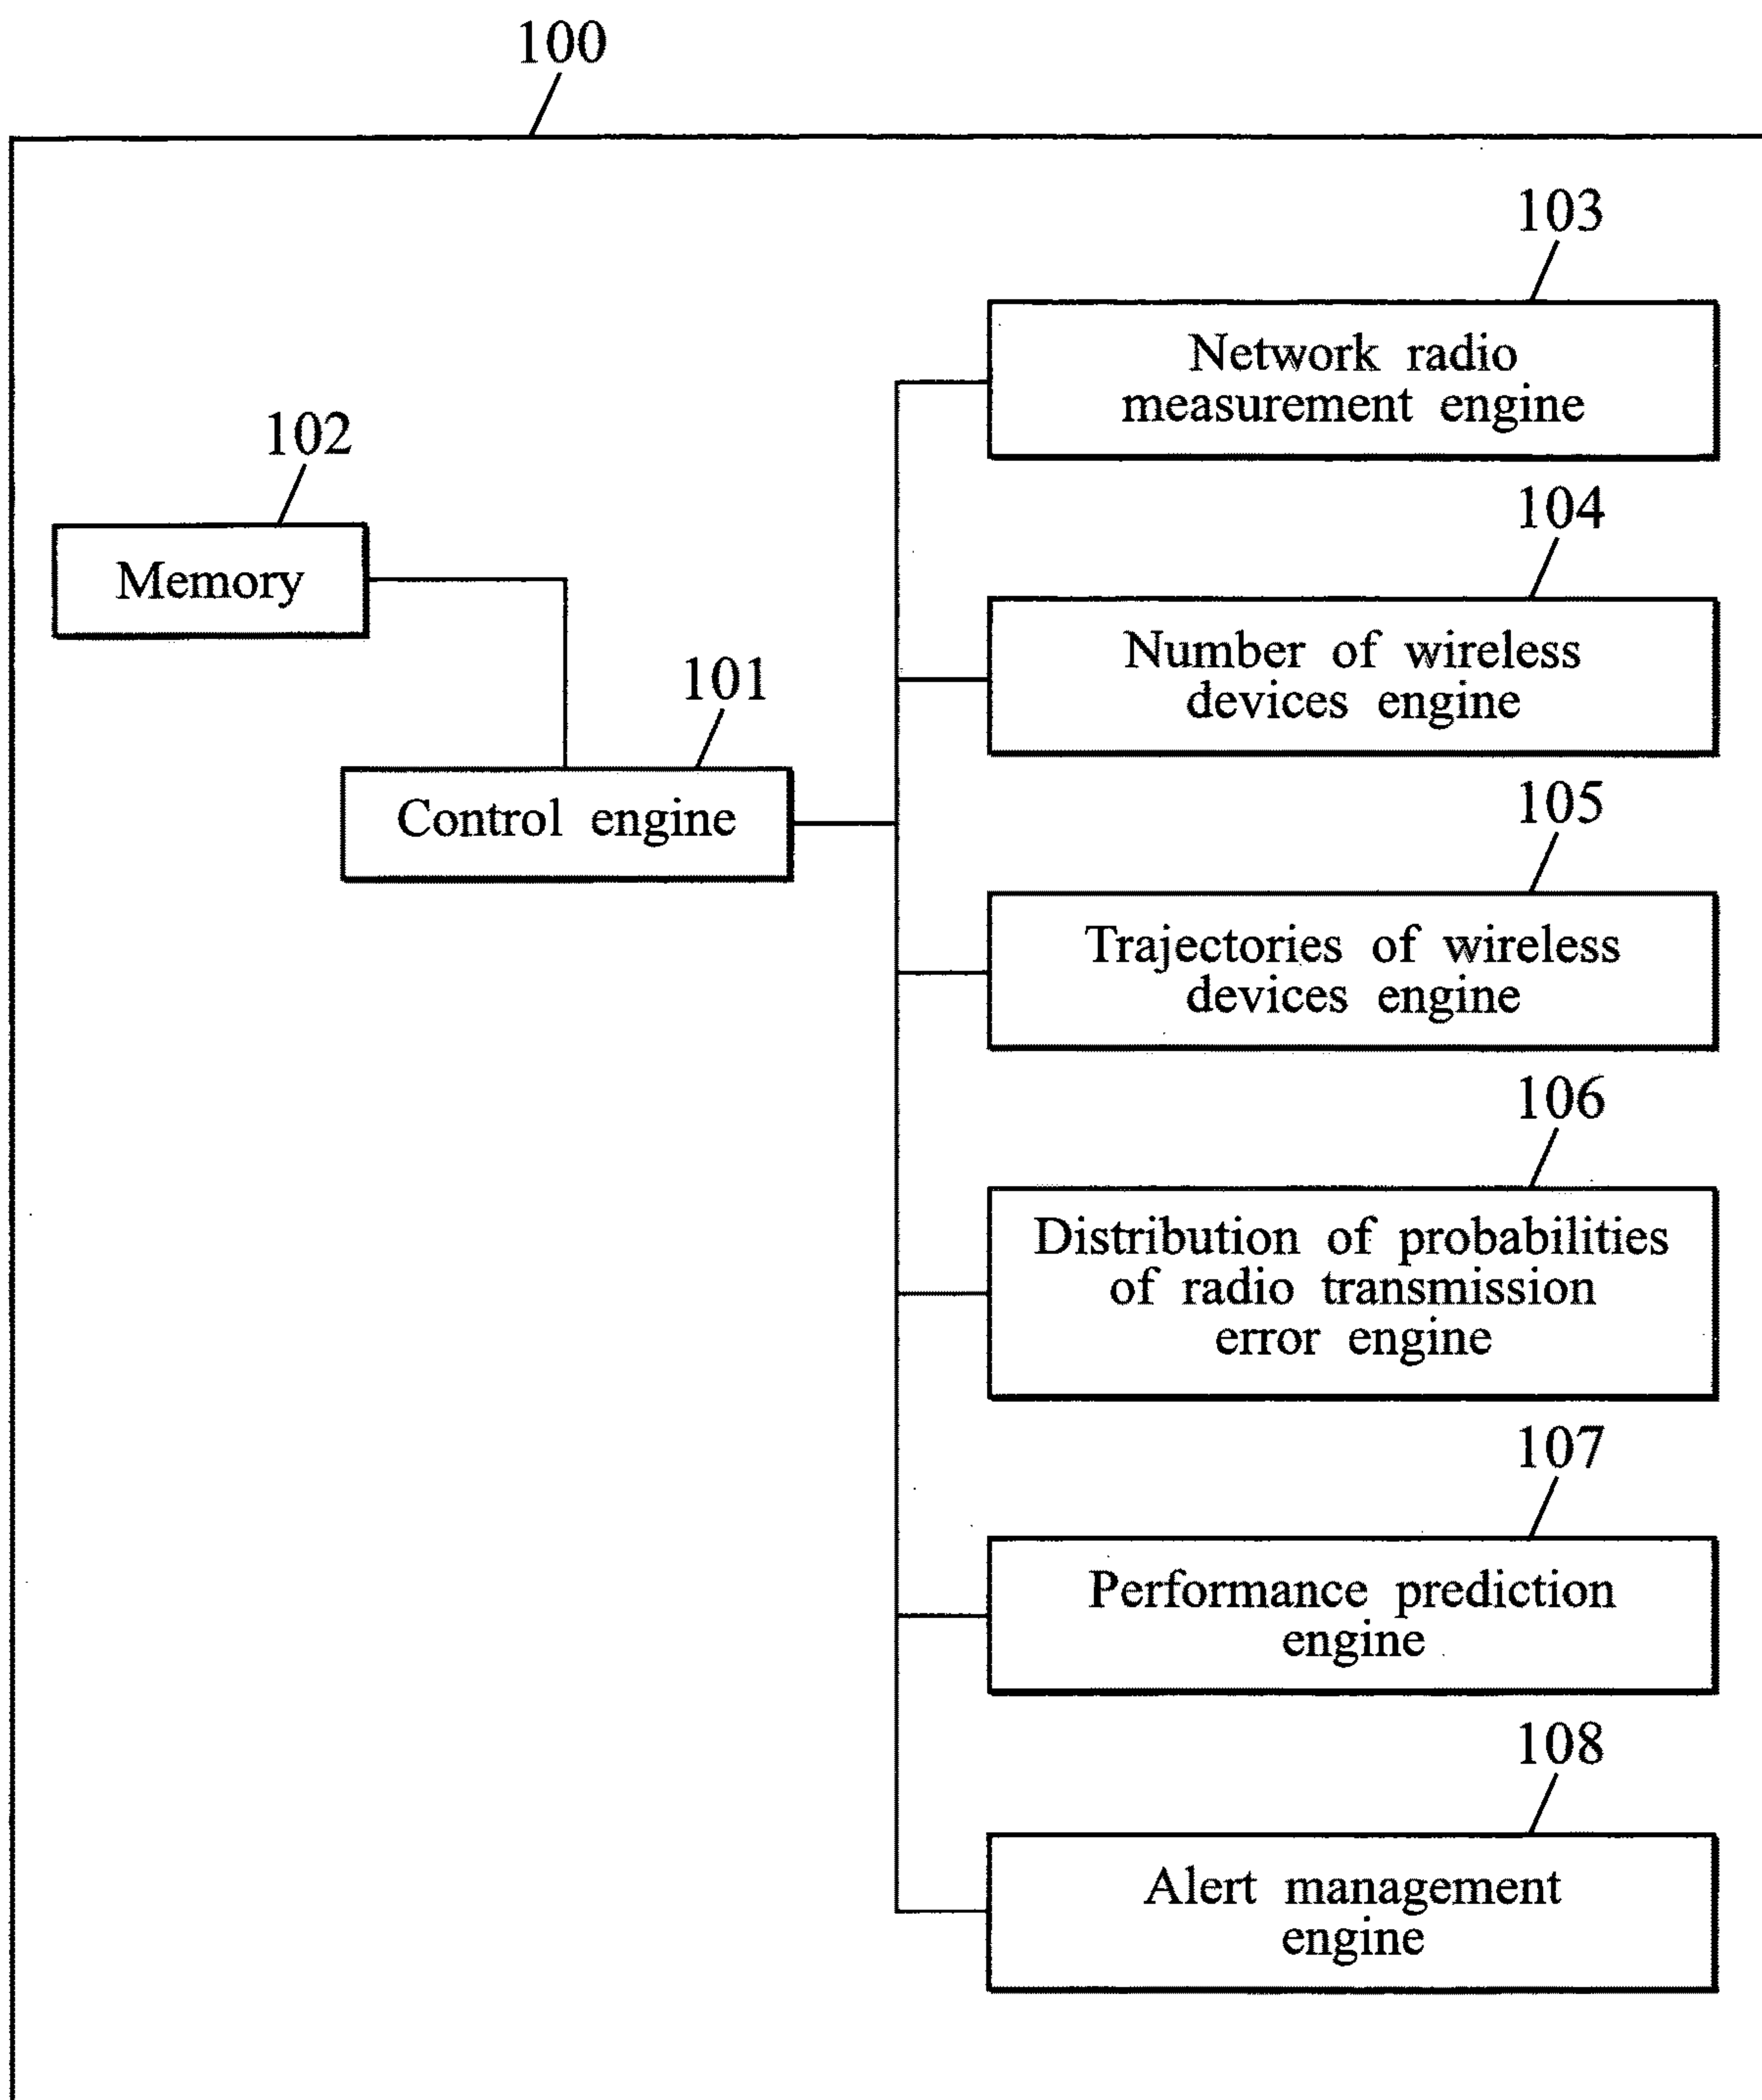 100
103
Network radio
measurement engine
102
Memory
104
Number of wireless
devices engine
101
Control engine
105
Trajectories of wireless
devices engine
106
Distribution of probabilities
of radio transmission
error engine
107
Performance prediction
engine
108
Alert management
engine